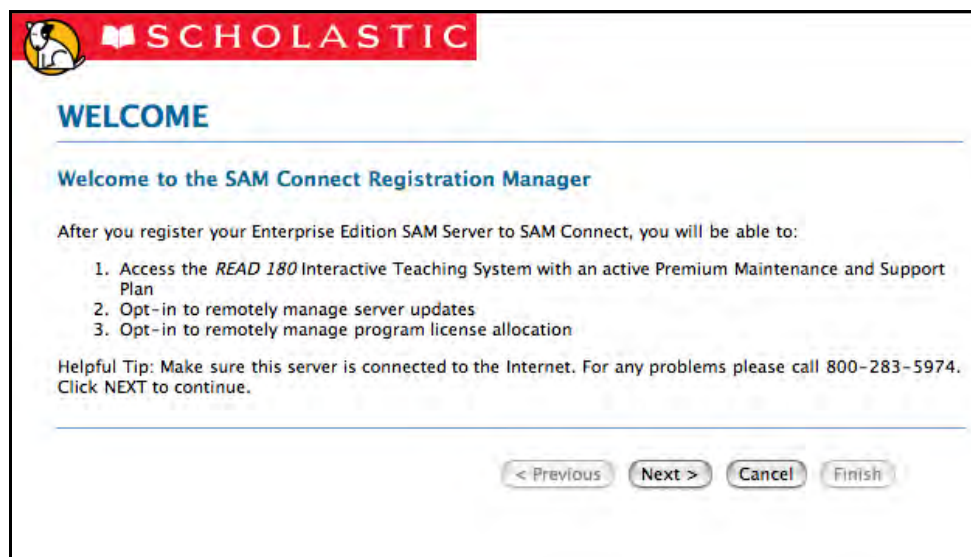 SCHOLASTIC
WELCOME
Welcome to the SAM Connect Registration Manager
After you register your Enterprise Edition SAM Server to SAM Connect, you will be able to:
1. Access the READ 180 Interactive Teaching System with an active Premium Maintenance and Support
Plan
2. Opt-in to remotely manage server updates
3. Opt-in to remotely manage program license allocation
Helpful Tip: Make sure this server is connected to the Internet. For any problems please call 800-283-5974.
Click NEXT to continue.
< Previous Next > Cancel Finish